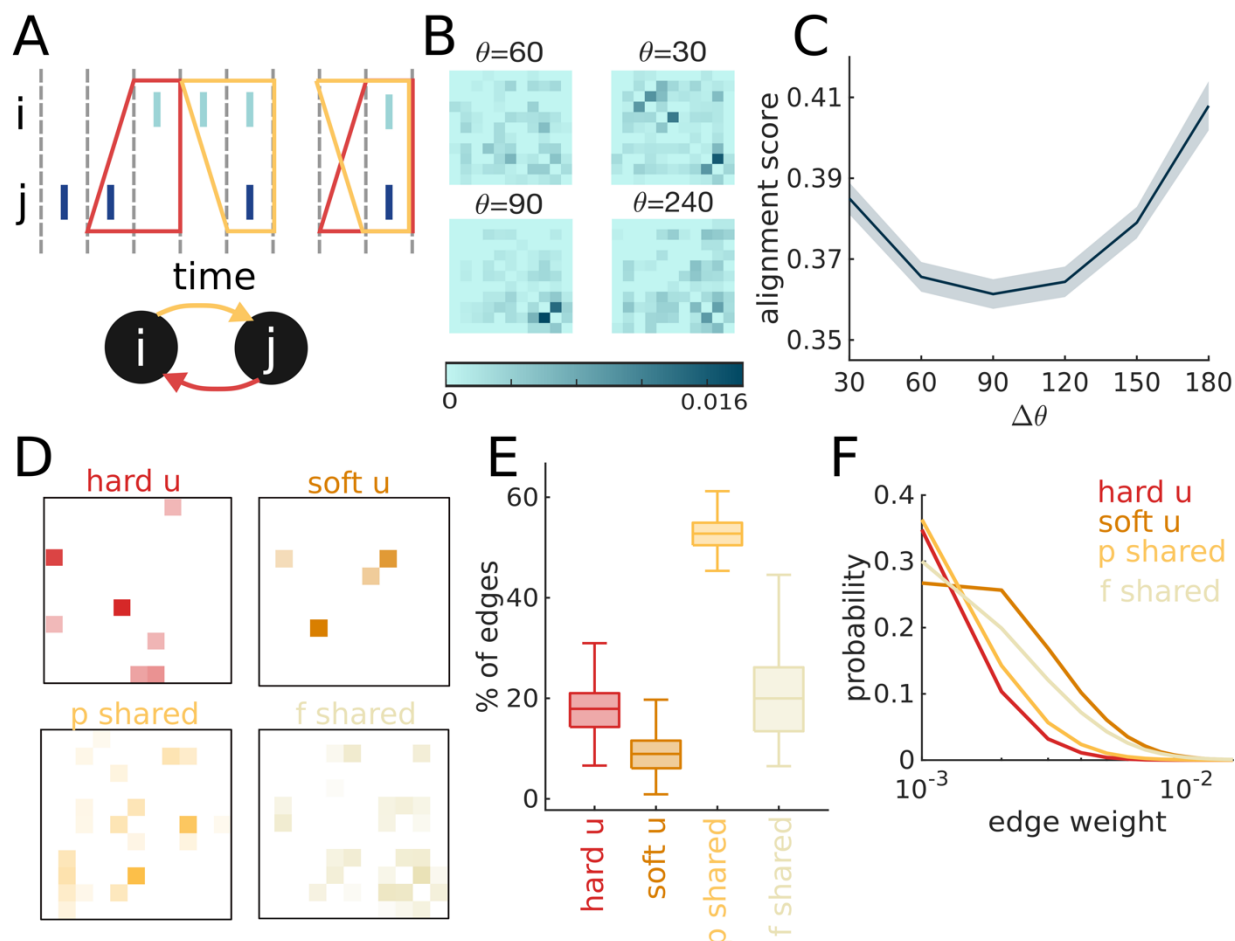 A
i
j
time
i
j
B
θ=60
θ=30
θ=90
θ=240
0
0.016
C
alignment score
0.41
0.39
0.37
0.35
30 60 90 120 150 180
Δθ
D
hard u
soft u
p shared
f shared
E
% of edges
60
40
20
0
hard u
soft u
p shared
f shared
F
hard u
soft u
p shared
f shared
probability
0.4
0.3
0.2
0.1
0
10⁻³
10⁻²
edge weight